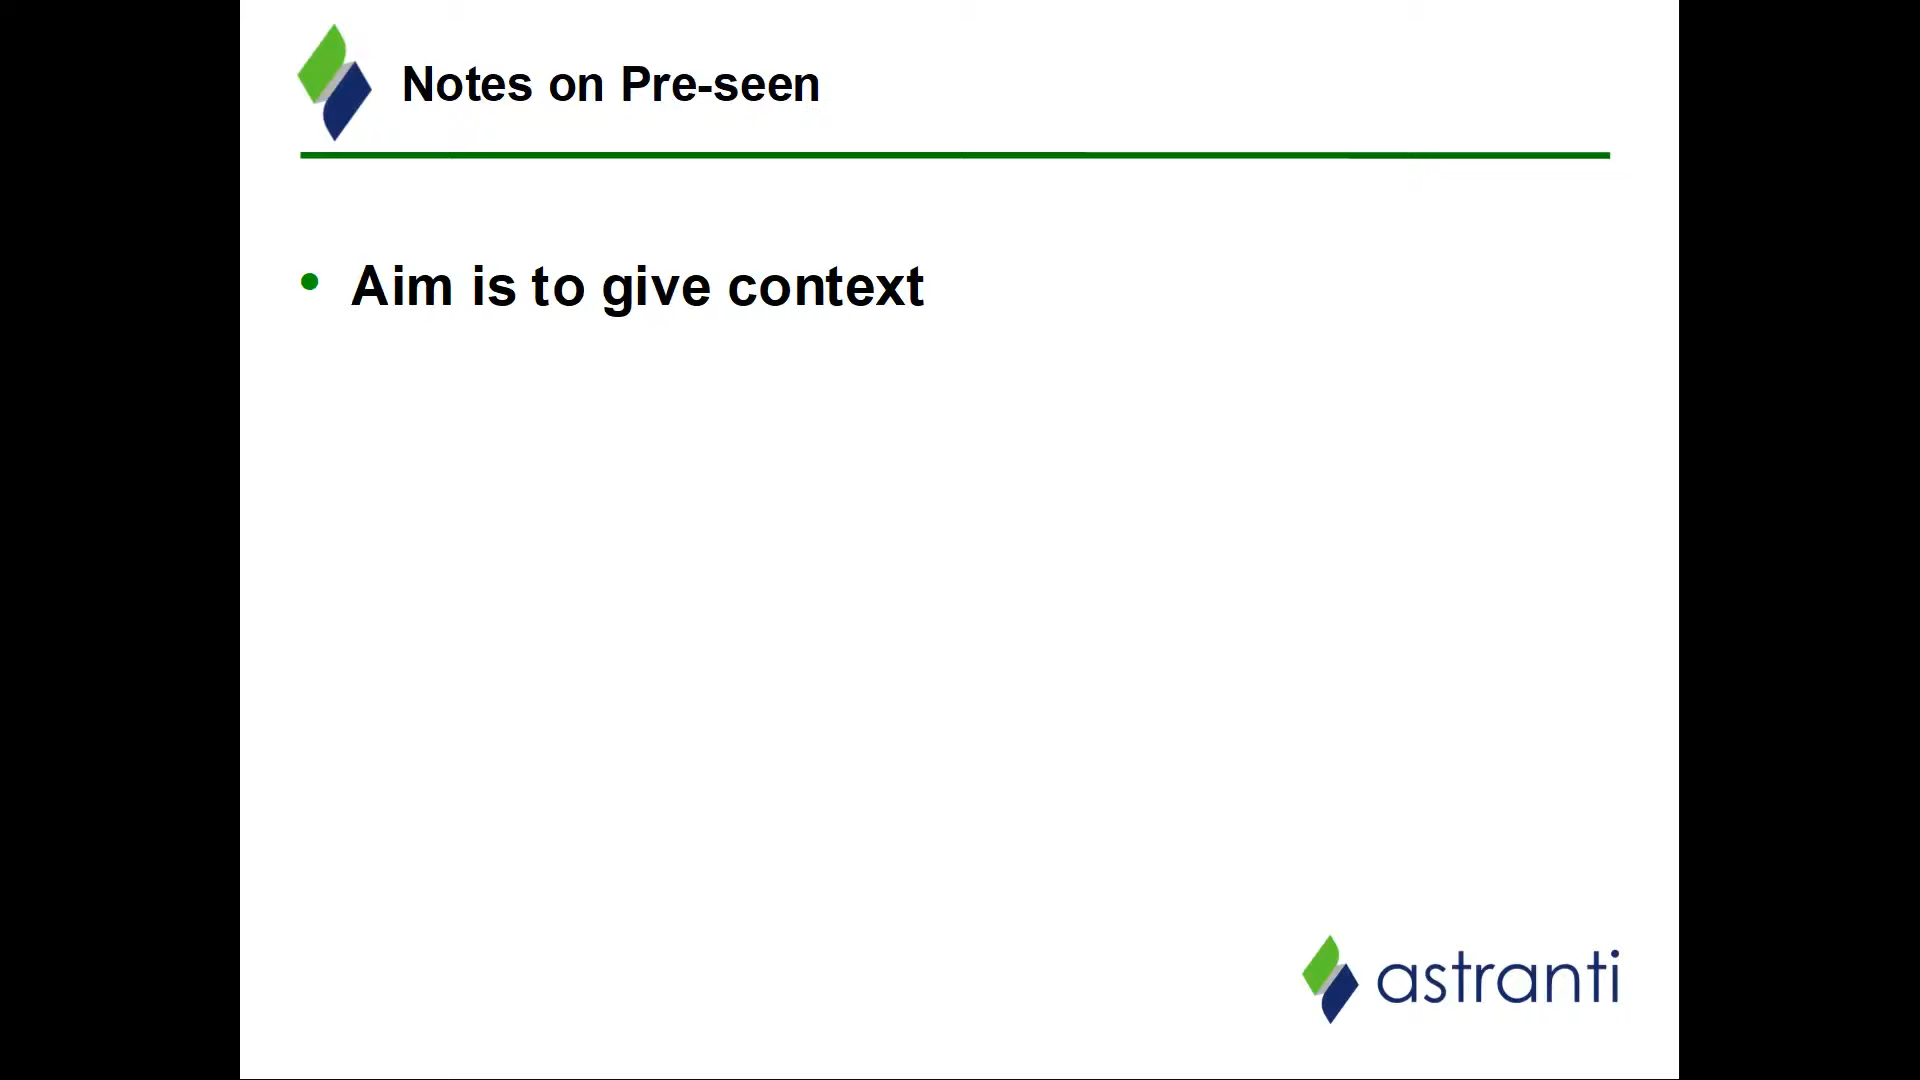 Notes on Pre-seen
• Aim is to give context
astranti